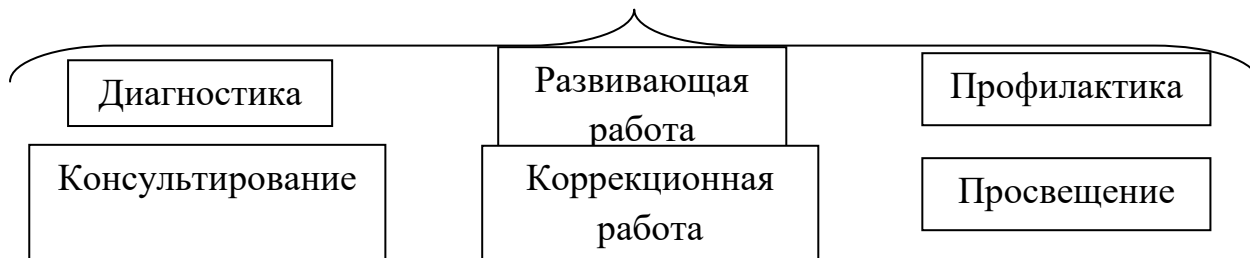 Диагностика
Развивающая
работа
Профилактика
Консультирование
Коррекционная
работа
Просвещение